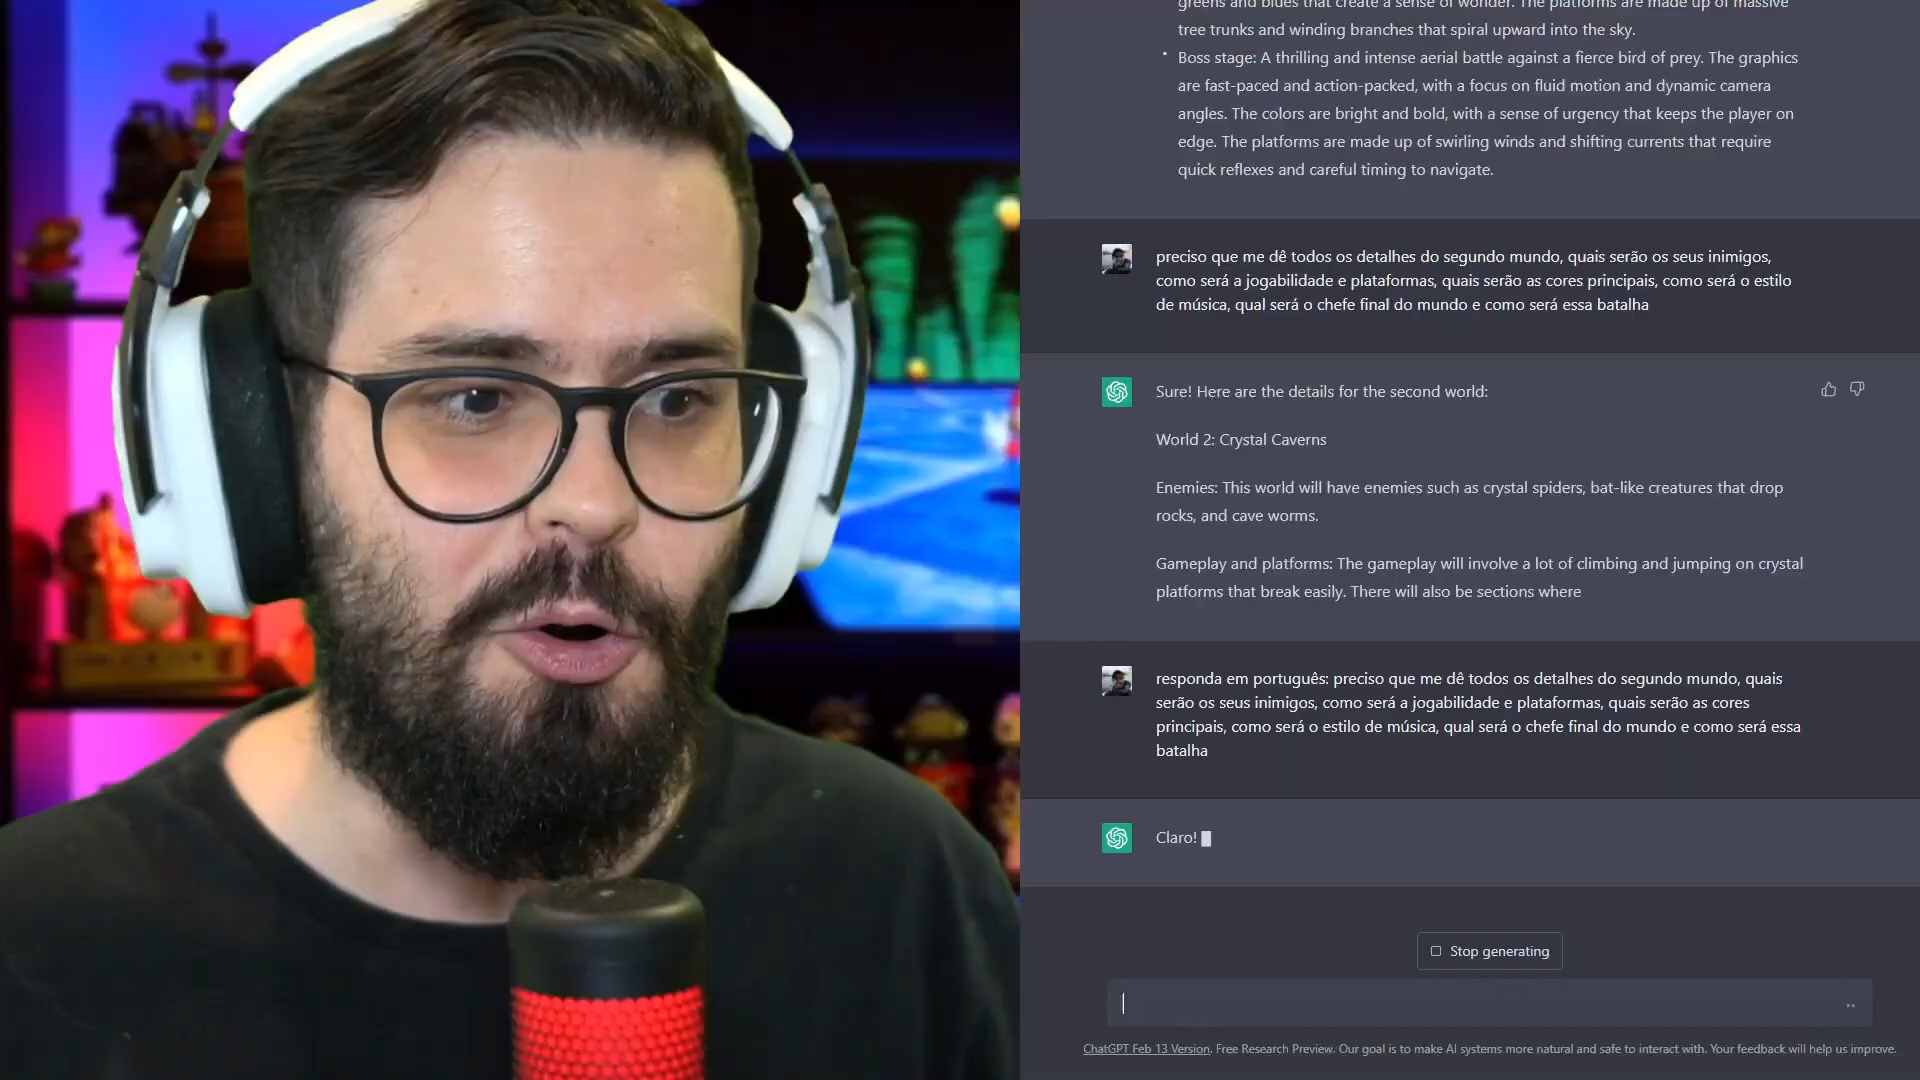 greens and blues that create a sense of wonder. The platforms are made up of massive
tree trunks and winding branches that spiral upward into the sky.
• Boss stage: A thrilling and intense aerial battle against a fierce bird of prey. The graphics
are fast-paced and action-packed, with a focus on fluid motion and dynamic camera
angles. The colors are bright and bold, with a sense of urgency that keeps the player on
edge. The platforms are made up of swirling winds and shifting currents that require
quick reflexes and careful timing to navigate.
preciso que me dê todos os detalhes do segundo mundo, quais serão os seus inimigos,
como será a jogabilidade e plataformas, quais serão as cores principais, como será o estilo
de música, qual será o chefe final do mundo e como será essa batalha
Sure! Here are the details for the second world:
World 2: Crystal Caverns
Enemies: This world will have enemies such as crystal spiders, bat-like creatures that drop
rocks, and cave worms.
Gameplay and platforms: The gameplay will involve a lot of climbing and jumping on crystal
platforms that break easily. There will also be sections where
responda em português: preciso que me dê todos os detalhes do segundo mundo, quais
serão os seus inimigos, como será a jogabilidade e plataformas, quais serão as cores
principais, como será o estilo de música, qual será o chefe final do mundo e como será essa
batalha
Claro!
Stop generating
ChatGPT Feb 13 Version. Free Research Preview. Our goal is to make AI systems more natural and safe to interact with. Your feedback will help us improve.